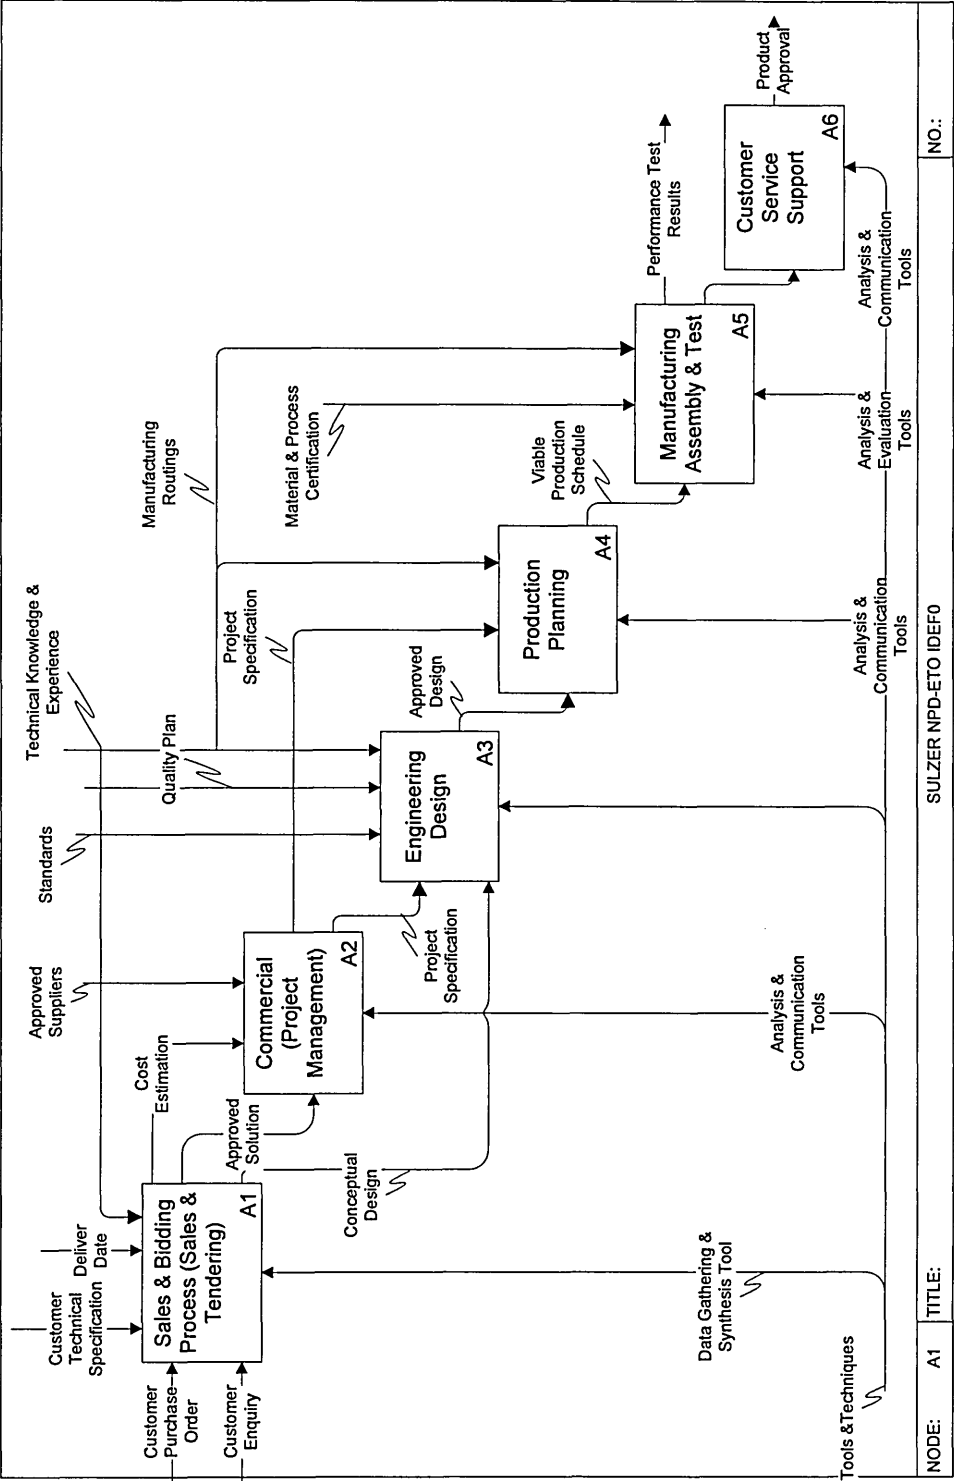 Customer
Technical
Specification
Deliver
Date
Technical Knowledge &
Experience
Approved
Suppliers
Standards
Quality Plan
Manufacturing
Routings
Material & Process
Certification
Customer
Purchase
Order
Customer
Enquiry
Sales & Bidding
Process (Sales &
Tendering)
A1
Cost
Estimation
Approved
Solution
Conceptual
Design
Commercial
(Project
Management)
A2
Project
Specification
Project
Specification
Engineering
Design
A3
Approved
Design
Production
Planning
A4
Viable
Production
Schedule
Manufacturing
Assembly & Test
A5
Performance Test
Results
Customer
Service
Support
A6
Product
Approval
Tools &Techniques
Data Gathering &
Synthesis Tool
Analysis &
Communication
Tools
Analysis &
Communication
Tools
Analysis &
Evaluation
Tools
Analysis &
Communication
Tools
NODE:
A1
TITLE:
SULZER NPD-ETO IDEF0
NO.: